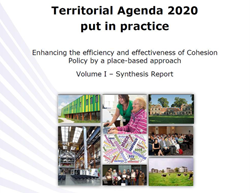 Territorial Agenda 2020
put in practice
Enhancing the efficiency and effectiveness of Cohesion
Policy by a place-based approach
Volume I – Synthesis Report